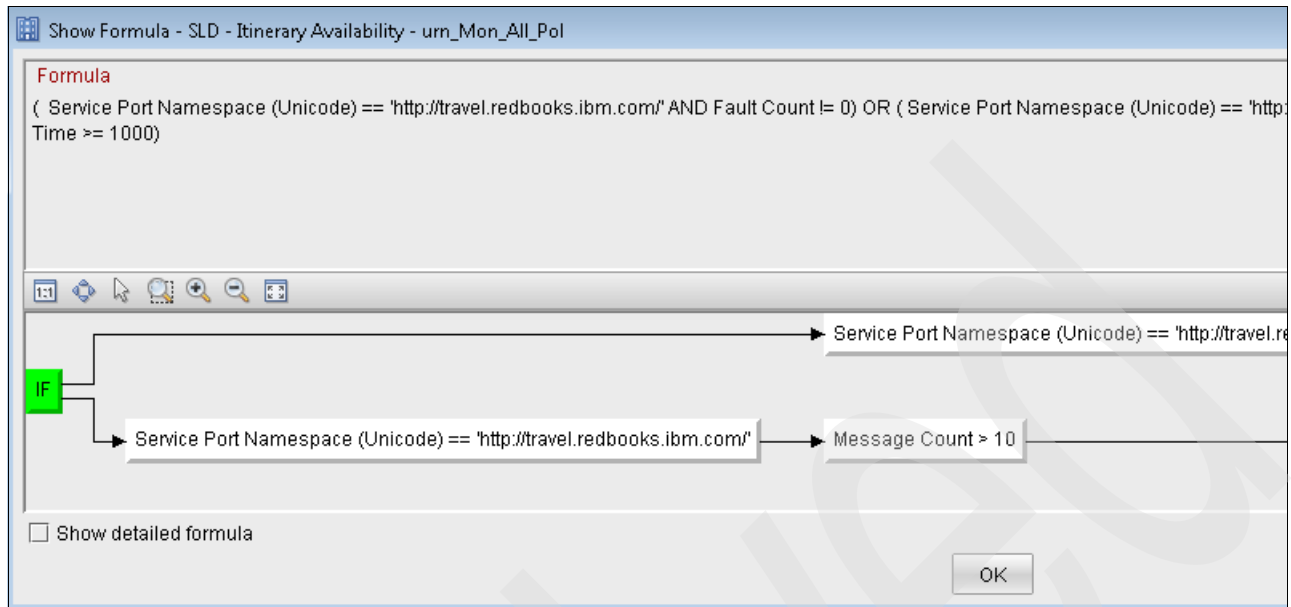 Show Formula - SLD - Itinerary Availability - urn_Mon_All_Pol
Formula
( Service Port Namespace (Unicode) == 'http://travel.redbooks.ibm.com/' AND Fault Count != 0) OR ( Service Port Namespace (Unicode) == 'http:
Time >= 1000)
1:1
Service Port Namespace (Unicode) == 'http://travel.re
IF
Service Port Namespace (Unicode) == 'http://travel.redbooks.ibm.com/'
Message Count > 10
Show detailed formula
OK